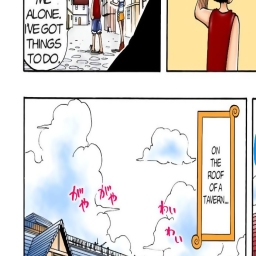 ME
ALONE.
I'VE GOT
THINGS
TO DO.
ON
THE
ROOF
OF A
TAVERN...
がや
がや
わい
わい